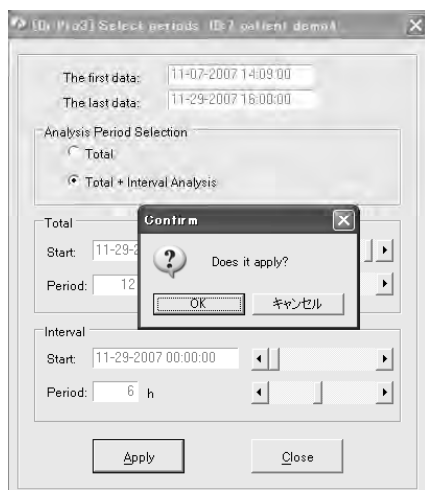 [Dr Pro3] Select periods ID:7 patient demo4
The first data: 11-07-2007 14:09:00
The last data: 11-29-2007 16:00:00
Analysis Period Selection
Total
Total + Interval Analysis
Total
Confirm
Start: 11-29-2
Does it apply?
Period: 12
OK キャンセル
Interval
Start: 11-29-2007 00:00:00
Period: 6 h
Apply Close